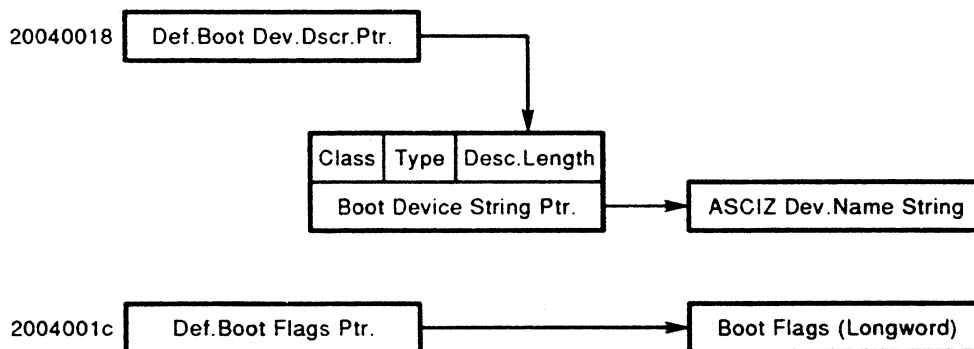 20040018 Def.Boot Dev.Dscr.Ptr.
Class Type Desc.Length
Boot Device String Ptr. ASCIZ Dev.Name String
2004001c Def.Boot Flags Ptr. Boot Flags (Longword)